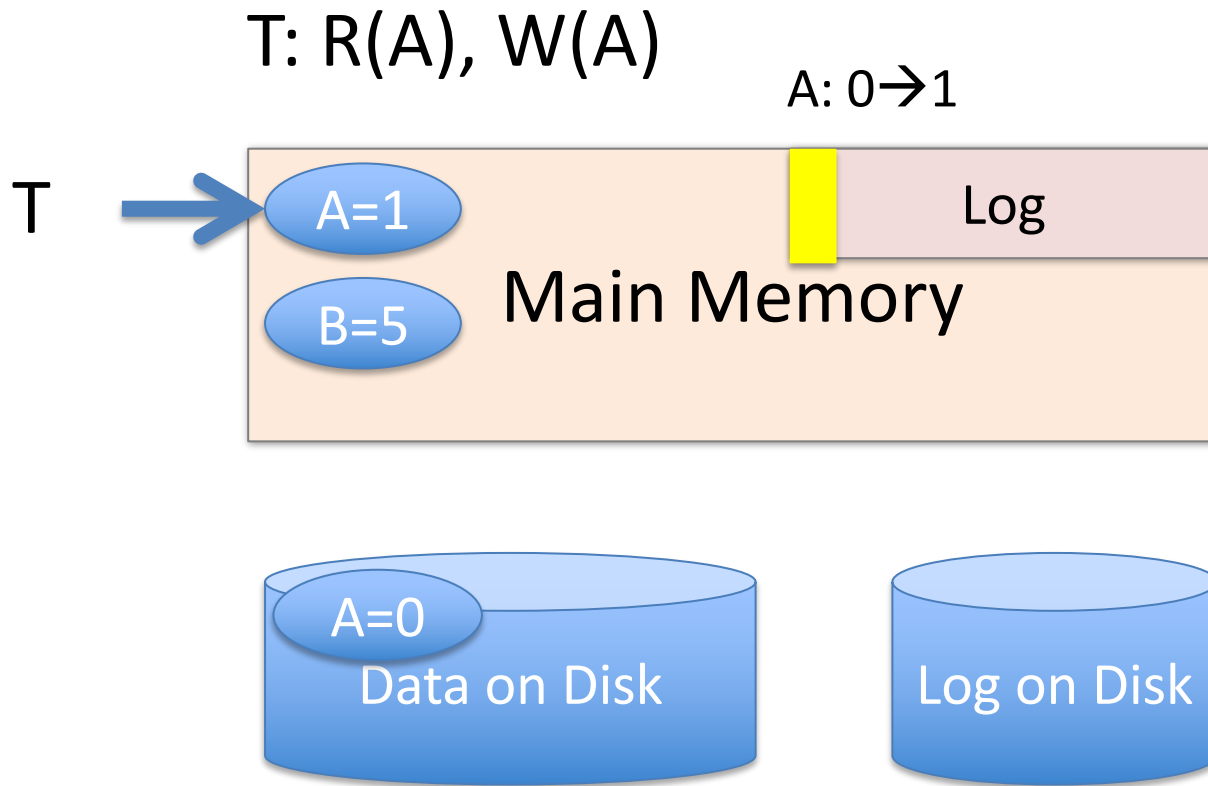 T: R(A), W(A)
A: 0→1
T
A=1
Log
B=5
Main Memory
A=0
Data on Disk
Log on Disk